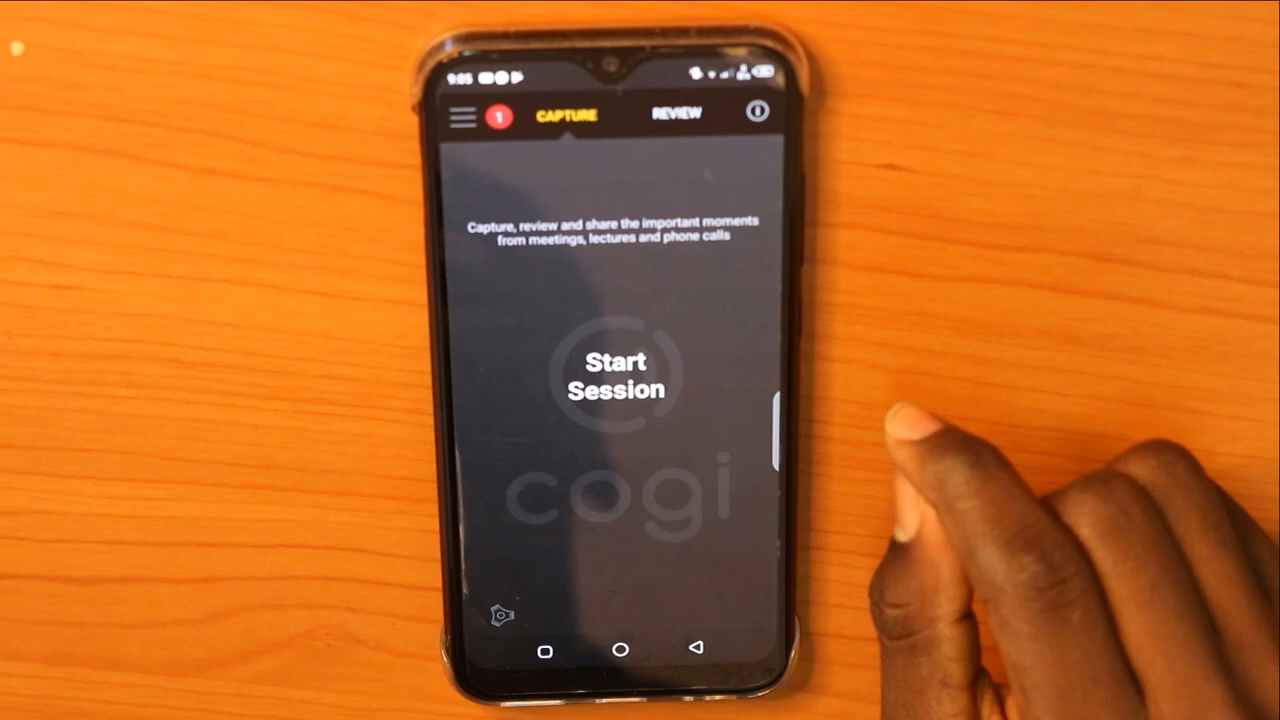 9:05
1 CAPTURE REVIEW
Capture, review and share the important moments
from meetings, lectures and phone calls
Start
Session
cogi